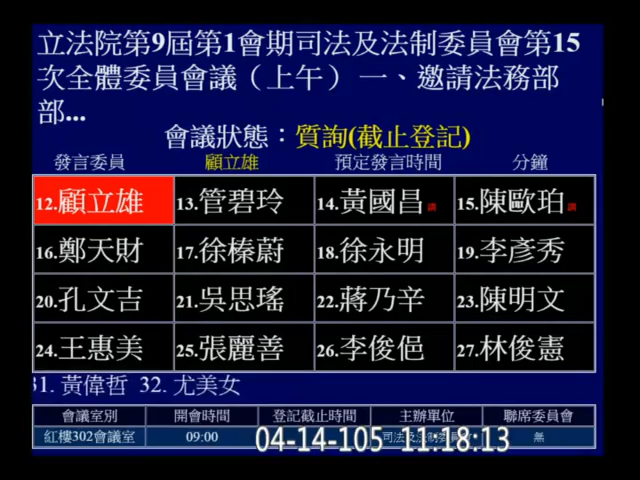 立法院第9屆第1會期司法及法制委員會第15
次全體委員會議（上午） 一、邀請法務部
部...
會議狀態：質詢(截止登記)
發言委員 顧立雄 預定發言時間 分鐘
12.顧立雄 13.管碧玲 14.黃國昌 15.陳歐珀
16.鄭天財 17.徐榛蔚 18.徐永明 19.李彥秀
20.孔文吉 21.吳思瑤 22.蔣乃辛 23.陳明文
24.王惠美 25.張麗善 26.李俊俋 27.林俊憲
31. 黃偉哲 32. 尤美女
會議室別 開會時間 登記截止時間 主辦單位 聯席委員會
紅樓302會議室 09:00 司法及法制委員會 無
04-14-105 11:18:13